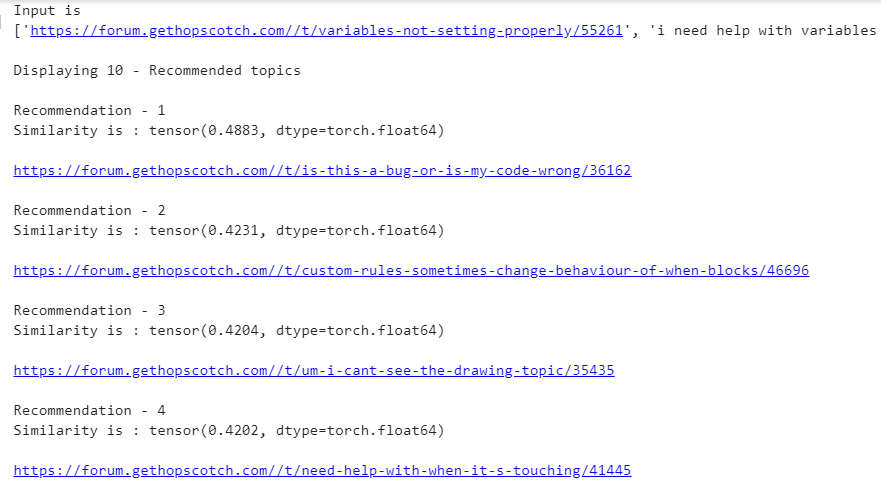 Input is
['https://forum.gethopscotch.com//t/variables-not-setting-properly/55261', 'i need help with variables
Displaying 10 - Recommended topics
Recommendation - 1
Similarity is : tensor(0.4883, dtype=torch.float64)
https://forum.gethopscotch.com//t/is-this-a-bug-or-is-my-code-wrong/36162
Recommendation - 2
Similarity is : tensor(0.4231, dtype=torch.float64)
https://forum.gethopscotch.com//t/custom-rules-sometimes-change-behaviour-of-when-blocks/46696
Recommendation - 3
Similarity is : tensor(0.4204, dtype=torch.float64)
https://forum.gethopscotch.com//t/um-i-cant-see-the-drawing-topic/35435
Recommendation - 4
Similarity is : tensor(0.4202, dtype=torch.float64)
https://forum.gethopscotch.com//t/need-help-with-when-it-s-touching/41445